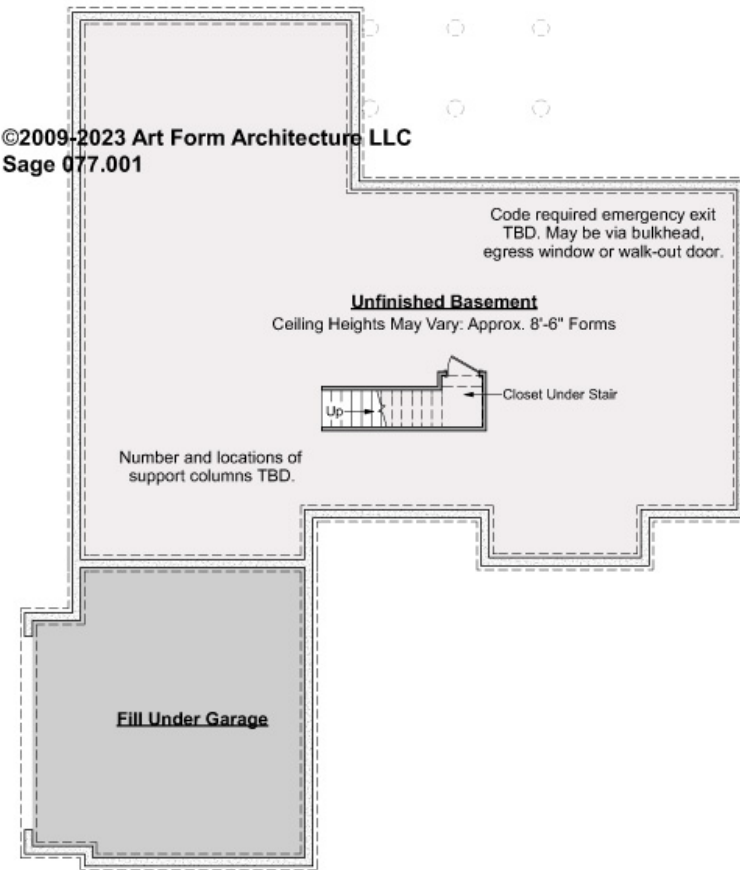 ©2009-2023 Art Form Architecture LLC
Sage 077.001
Code required emergency exit
TBD. May be via bulkhead,
egress window or walk-out door.
Unfinished Basement
Ceiling Heights May Vary: Approx. 8'-6" Forms
Closet Under Stair
Up
Number and locations of
support columns TBD.
Fill Under Garage